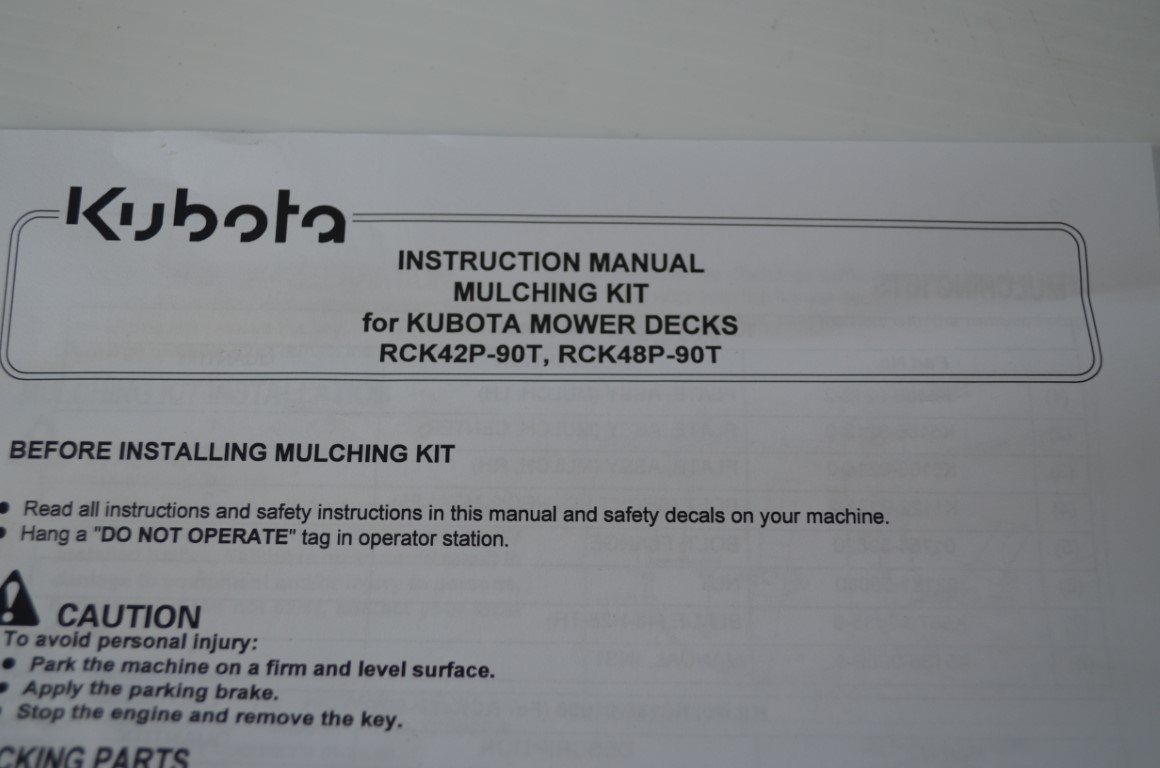 Kubota
INSTRUCTION MANUAL
MULCHING KIT
for KUBOTA MOWER DECKS
RCK42P-90T, RCK48P-90T
BEFORE INSTALLING MULCHING KIT
● Read all instructions and safety instructions in this manual and safety decals on your machine.
● Hang a "DO NOT OPERATE" tag in operator station.
CAUTION
To avoid personal injury:
● Park the machine on a firm and level surface.
● Apply the parking brake.
Stop the engine and remove the key.
CKING PARTS